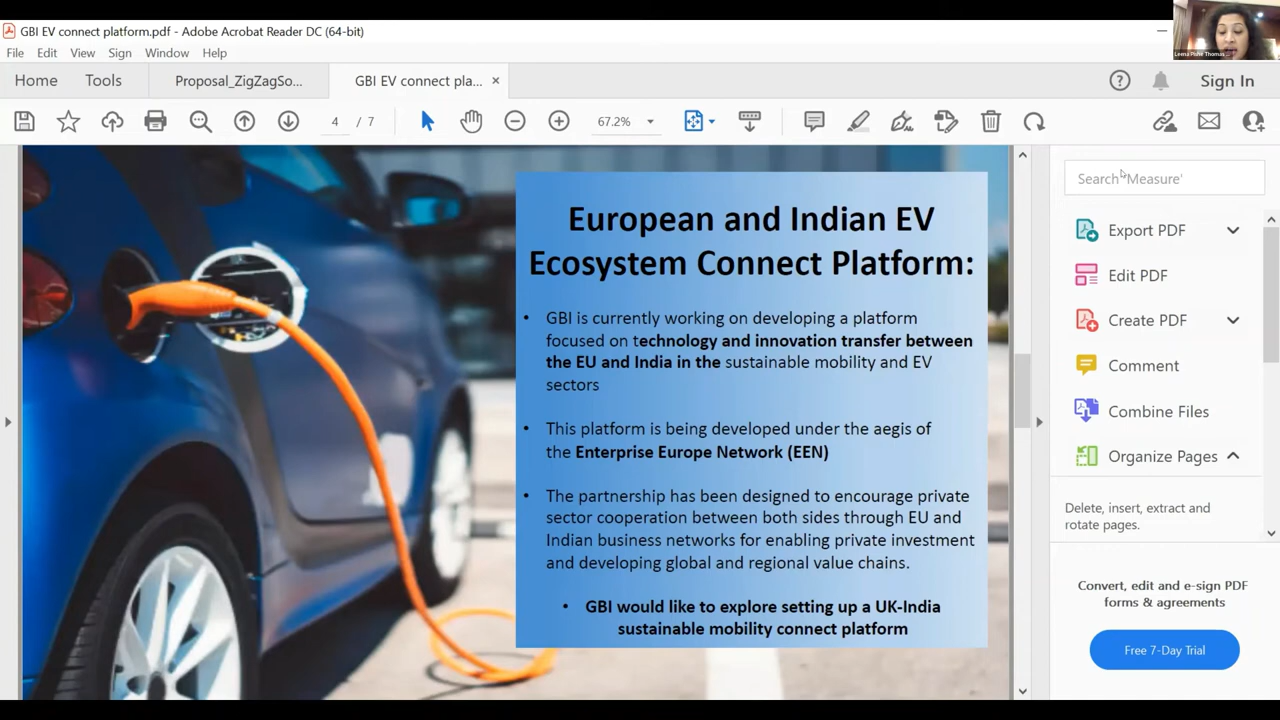 GBI EV connect platform.pdf - Adobe Acrobat Reader DC (64-bit)
File Edit View Sign Window Help
Home Tools Proposal_ZigZagSo... GBI EV connect pla... × Sign In
4 / 7 67.2%
Leena Pishe Thomas
Search 'Measure'
European and Indian EV
Ecosystem Connect Platform:
• GBI is currently working on developing a platform
focused on technology and innovation transfer between
the EU and India in the sustainable mobility and EV
sectors
• This platform is being developed under the aegis of
the Enterprise Europe Network (EEN)
• The partnership has been designed to encourage private
sector cooperation between both sides through EU and
Indian business networks for enabling private investment
and developing global and regional value chains.
• GBI would like to explore setting up a UK-India
sustainable mobility connect platform
Export PDF
Edit PDF
Create PDF
Comment
Combine Files
Organize Pages
Delete, insert, extract and
rotate pages.
Convert, edit and e-sign PDF
forms & agreements
Free 7-Day Trial